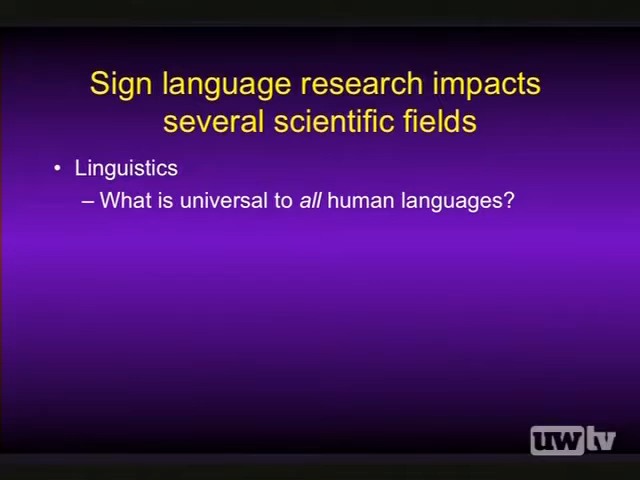 Sign language research impacts
several scientific fields
• Linguistics
– What is universal to all human languages?
uwtv